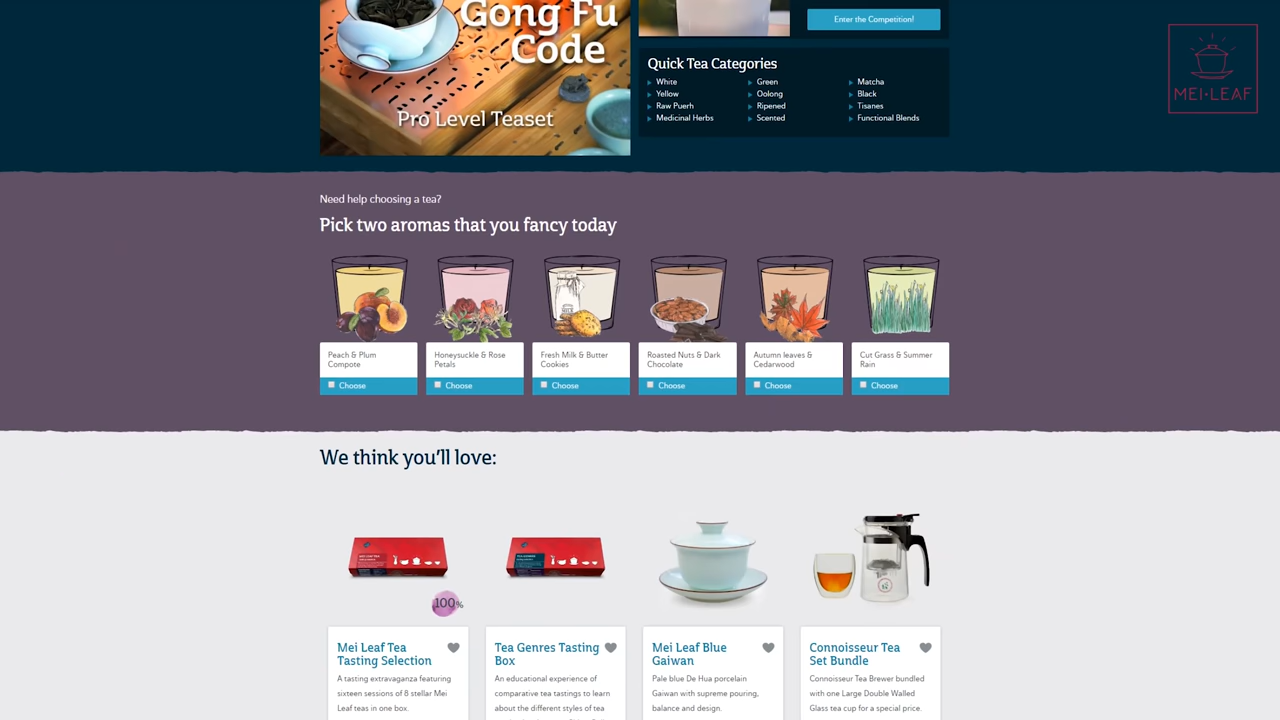 Gong Fu
Code
Pro Level Teaset
Enter the Competition!
MEI·LEAF
Quick Tea Categories
White
Green
Matcha
Yellow
Oolong
Black
Raw Puerh
Ripened
Tisanes
Medicinal Herbs
Scented
Functional Blends
Need help choosing a tea?
Pick two aromas that you fancy today
Peach & Plum
Compote
Choose
Honeysuckle & Rose
Petals
Choose
Fresh Milk & Butter
Cookies
Choose
Roasted Nuts & Dark
Chocolate
Choose
Autumn leaves &
Cedarwood
Choose
Cut Grass & Summer
Rain
Choose
We think you'll love:
100%
Mei Leaf Tea
Tasting Selection
A tasting extravaganza featuring
sixteen sessions of 8 stellar Mei
Leaf teas in one box.
Tea Genres Tasting
Box
An educational experience of
comparative tea tastings to learn
about the different styles of tea
Mei Leaf Blue
Gaiwan
Pale blue De Hua porcelain
Gaiwan with supreme pouring,
balance and design.
Connoisseur Tea
Set Bundle
Connoisseur Tea Brewer bundled
with one Large Double Walled
Glass tea cup for a special price.